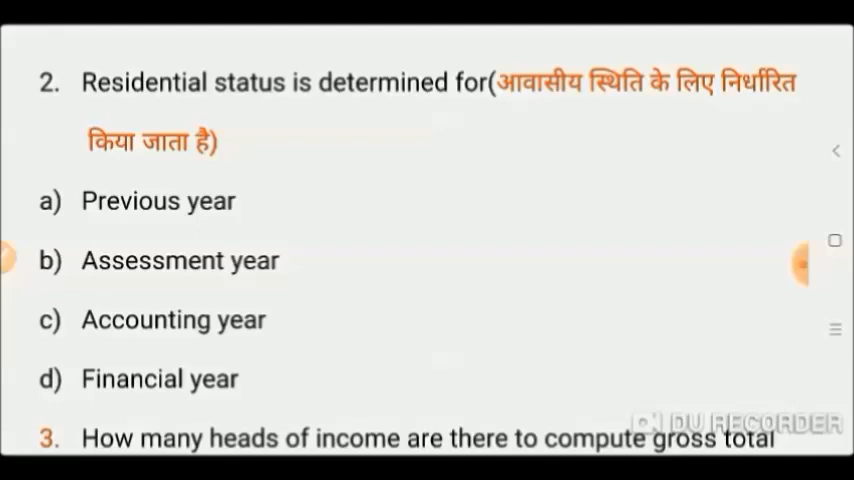 2. Residential status is determined for(आवासीय स्थिति के लिए निर्धारित
किया जाता है)
a) Previous year
b) Assessment year
c) Accounting year
d) Financial year
DU RECORDER
3. How many heads of income are there to compute gross total